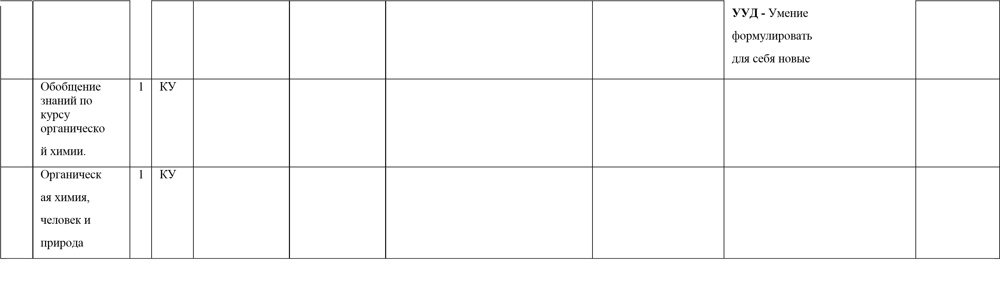 УУД - Умение
формулировать
для себя новые
Обобщение 1 КУ
знаний по
курсу
органическо
й химии.
Органическ 1 КУ
ая химия,
человек и
природа